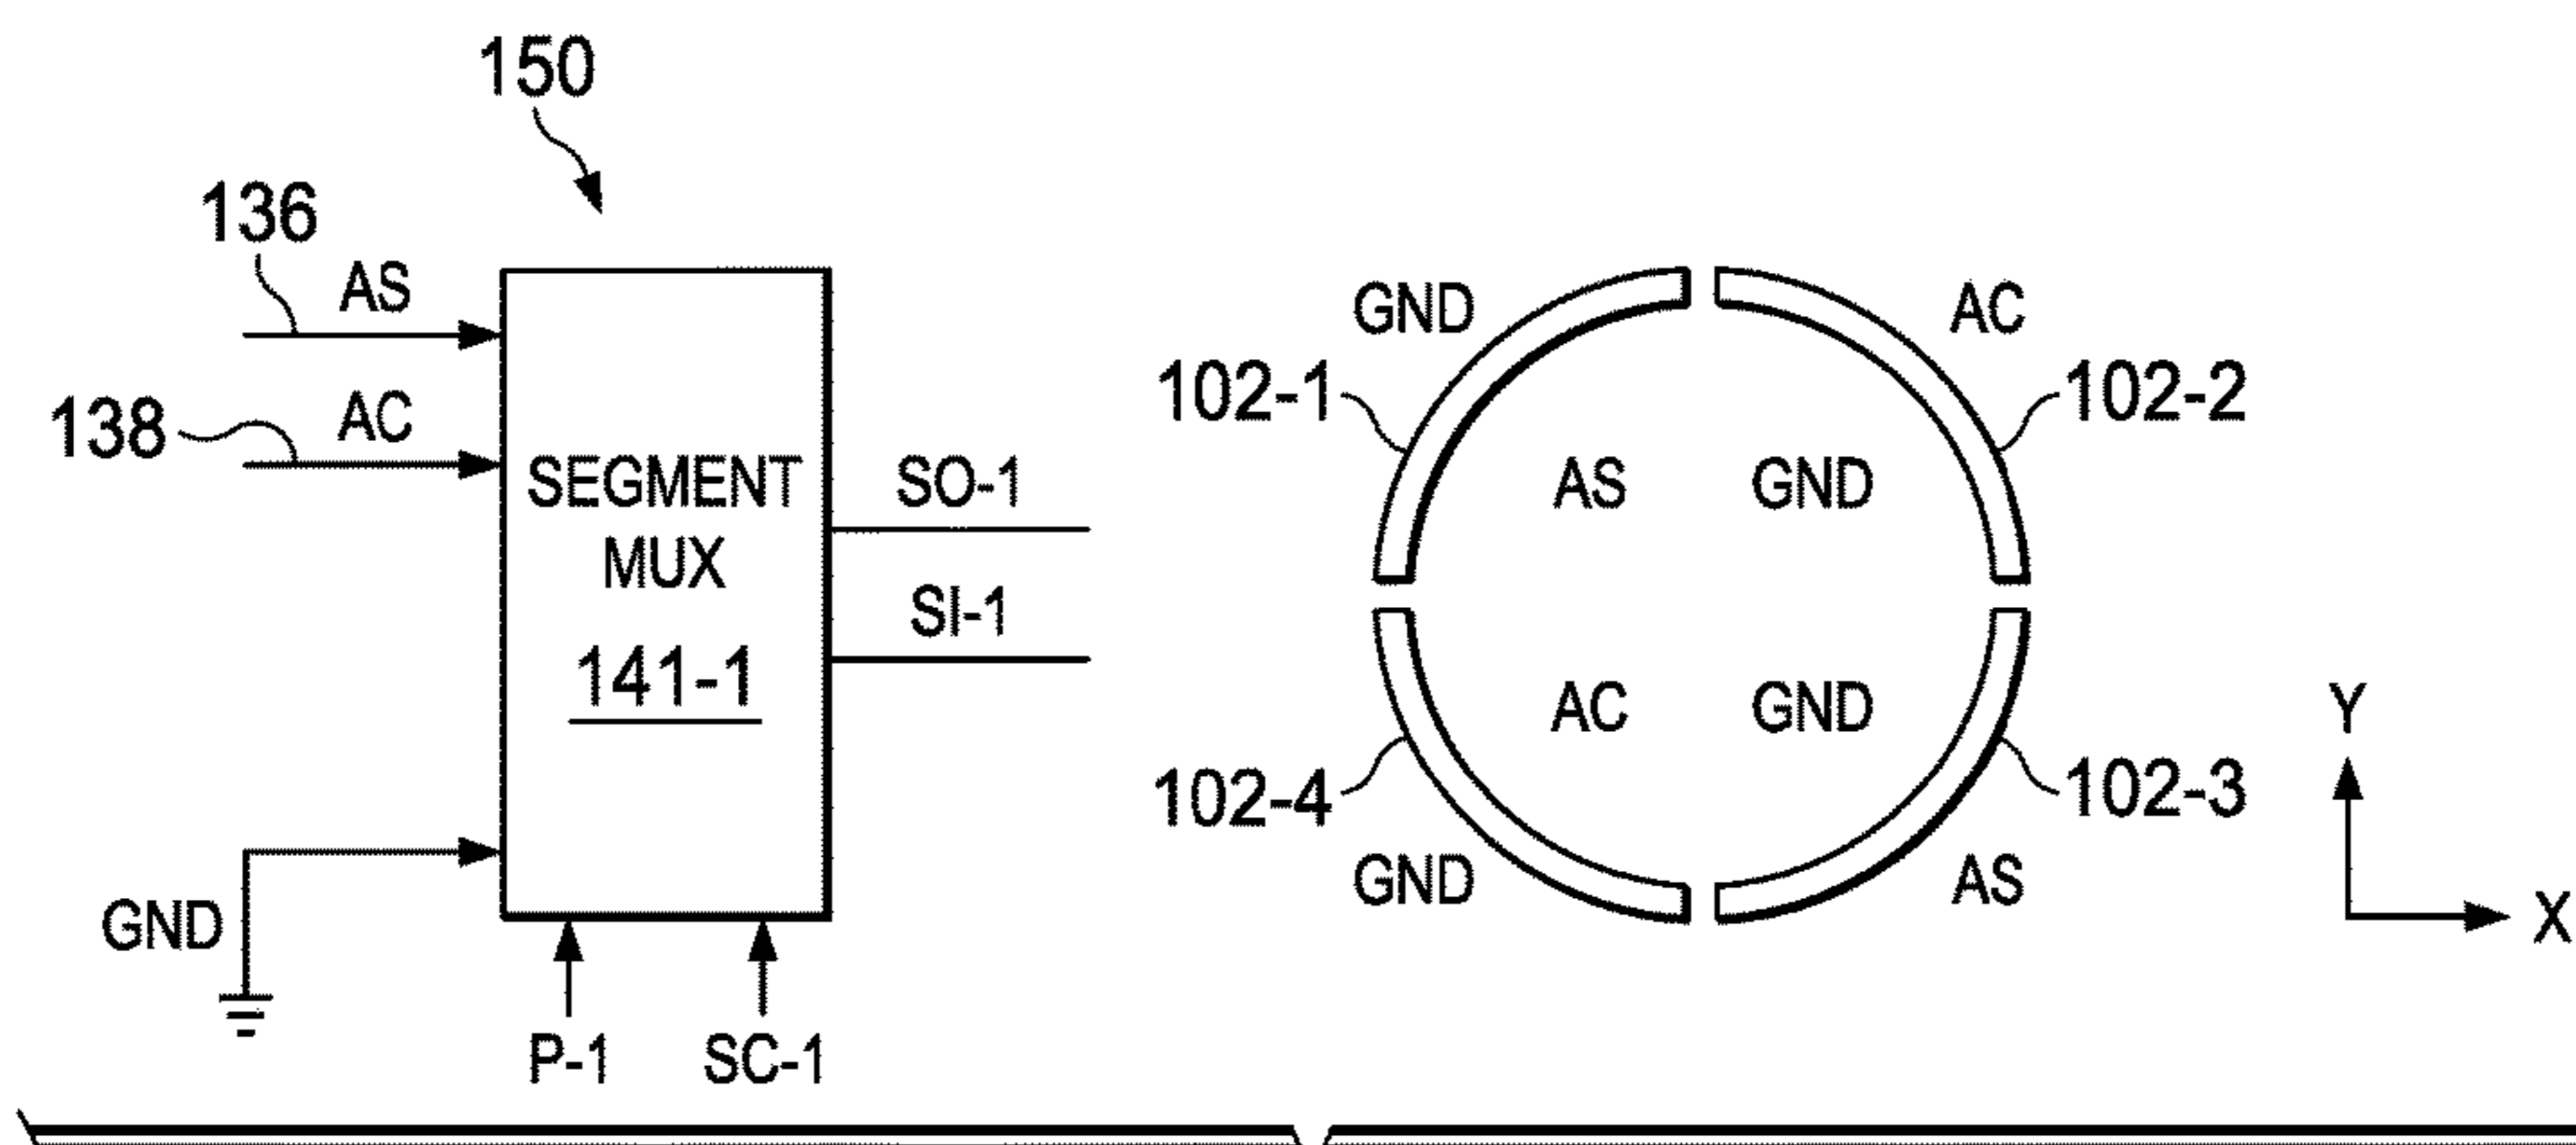 150
136
AS
138
AC
SEGMENT
MUX
141-1
SO-1
SI-1
GND
P-1
SC-1
GND
AC
102-1
102-2
AS
GND
AC
GND
102-4
102-3
GND
AS
Y
X